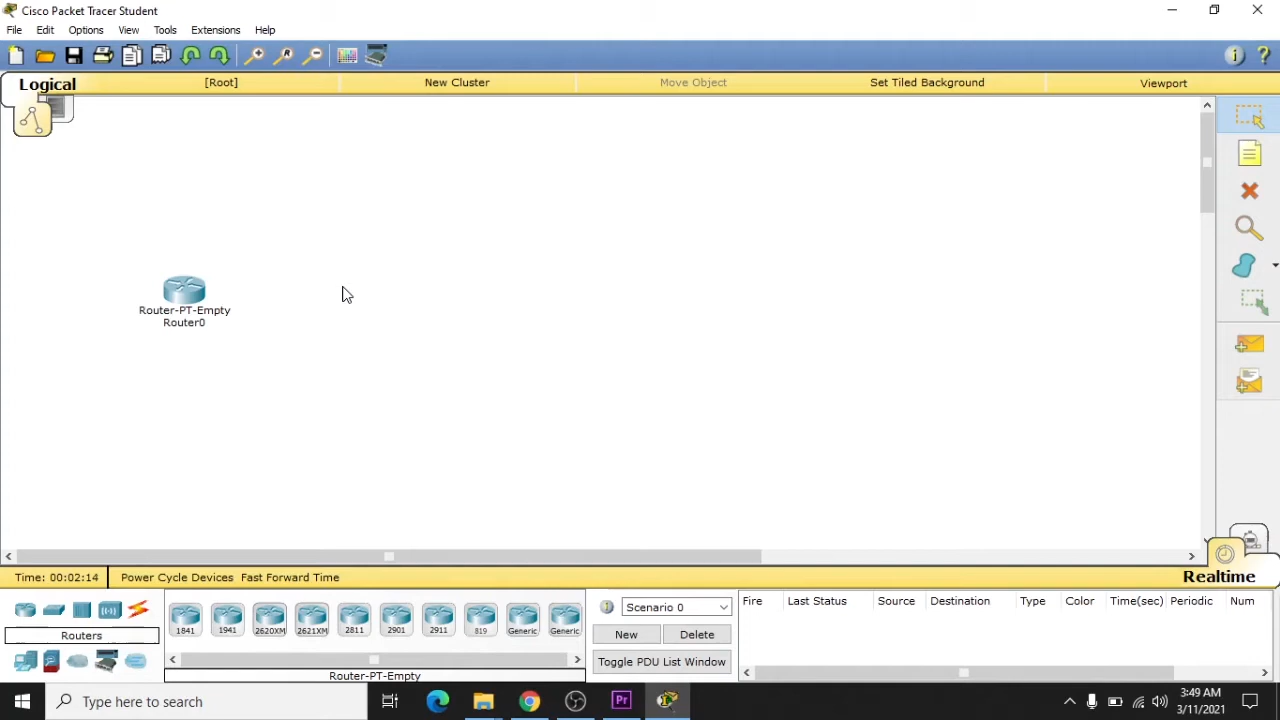 Cisco Packet Tracer Student
File Edit Options View Tools Extensions Help
Logical [Root] New Cluster Move Object Set Tiled Background Viewport
Router-PT-Empty
Router0
Time: 00:02:14 Power Cycle Devices Fast Forward Time
Realtime
Routers
1841 1941 2620XM 2621XM 2811 2901 2911 819 Generic Generic
Router-PT-Empty
Scenario 0
New Delete
Toggle PDU List Window
Fire Last Status Source Destination Type Color Time(sec) Periodic Num
Type here to search
Pr
3:49 AM
3/11/2021